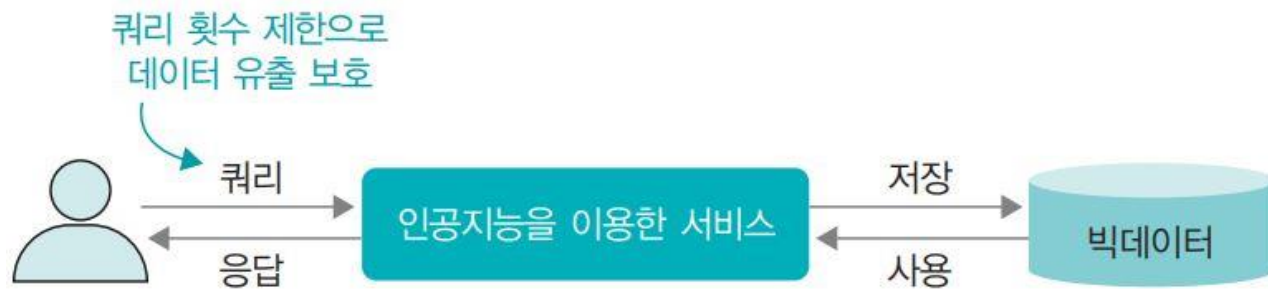 쿼리 횟수 제한으로
데이터 유출 보호
쿼리
응답
인공지능을 이용한 서비스
저장
사용
빅데이터